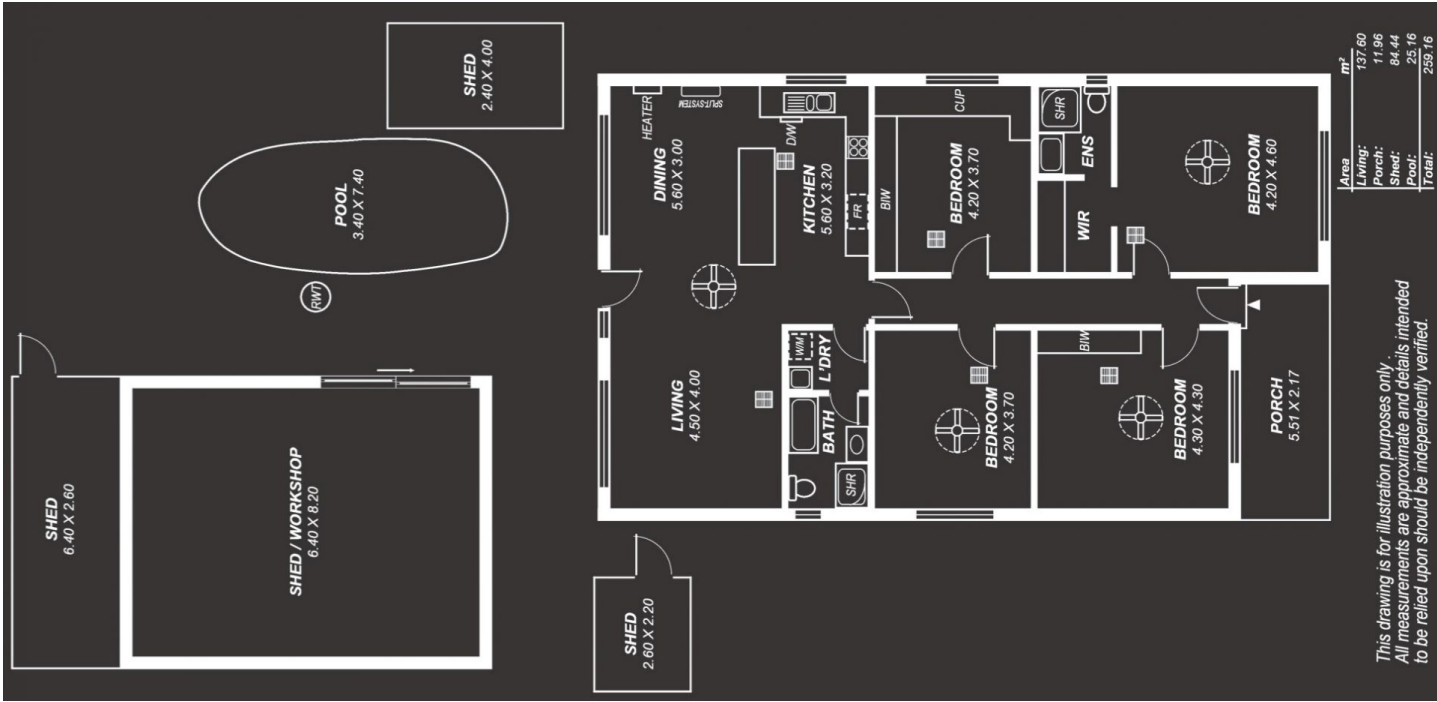 SHED
2.40 X 4.00
POOL
3.40 X 7.40
RWT
SHED
6.40 X 2.60
SHED / WORKSHOP
6.40 X 8.20
SHED
2.60 X 2.20
HEATER
SPLIT-SYSTEM
DINING
5.60 X 3.00
D/W
KITCHEN
5.60 X 3.20
FR
LIVING
4.50 X 4.00
W/M
L'DRY
BATH
SHR
CUP
BIW
BEDROOM
4.20 X 3.70
SHR
ENS
WIR
BEDROOM
4.20 X 4.60
BEDROOM
4.20 X 3.70
BIW
BEDROOM
4.30 X 4.30
PORCH
5.51 X 2.17
Area m²
Living: 137.60
Porch: 11.96
Shed: 84.44
Pool: 25.16
Total: 259.16
This drawing is for illustration purposes only.
All measurements are approximate and details intended
to be relied upon should be independently verified.